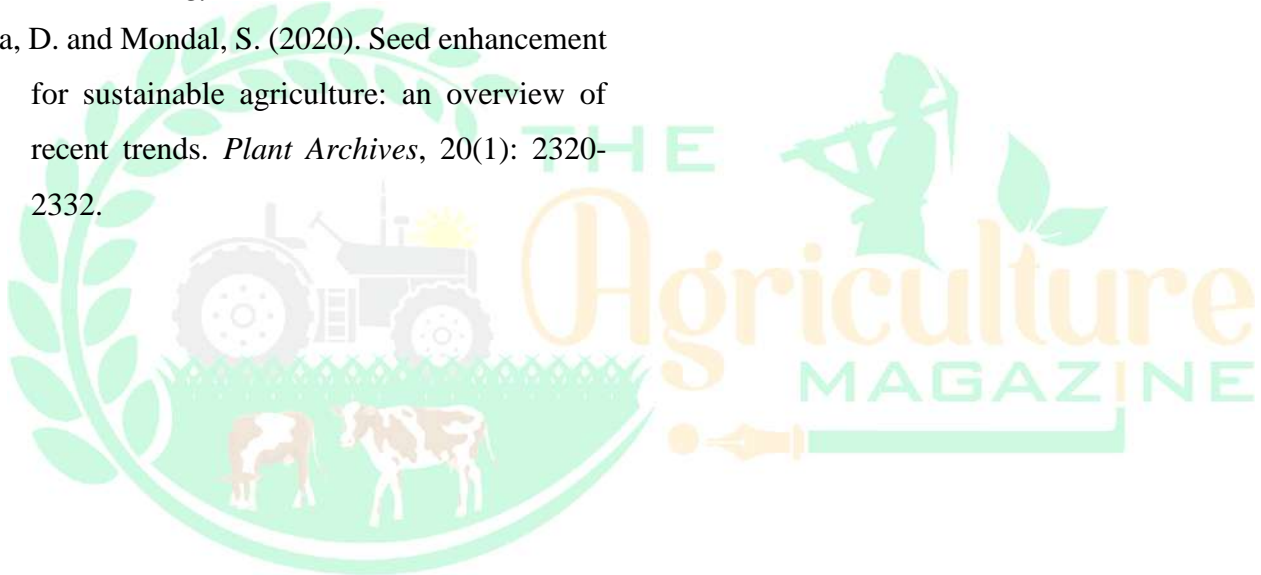 a, D. and Mondal, S. (2020). Seed enhancement
for sustainable agriculture: an overview of
recent trends. Plant Archives, 20(1): 2320-
2332.
THE
Agriculture
MAGAZINE